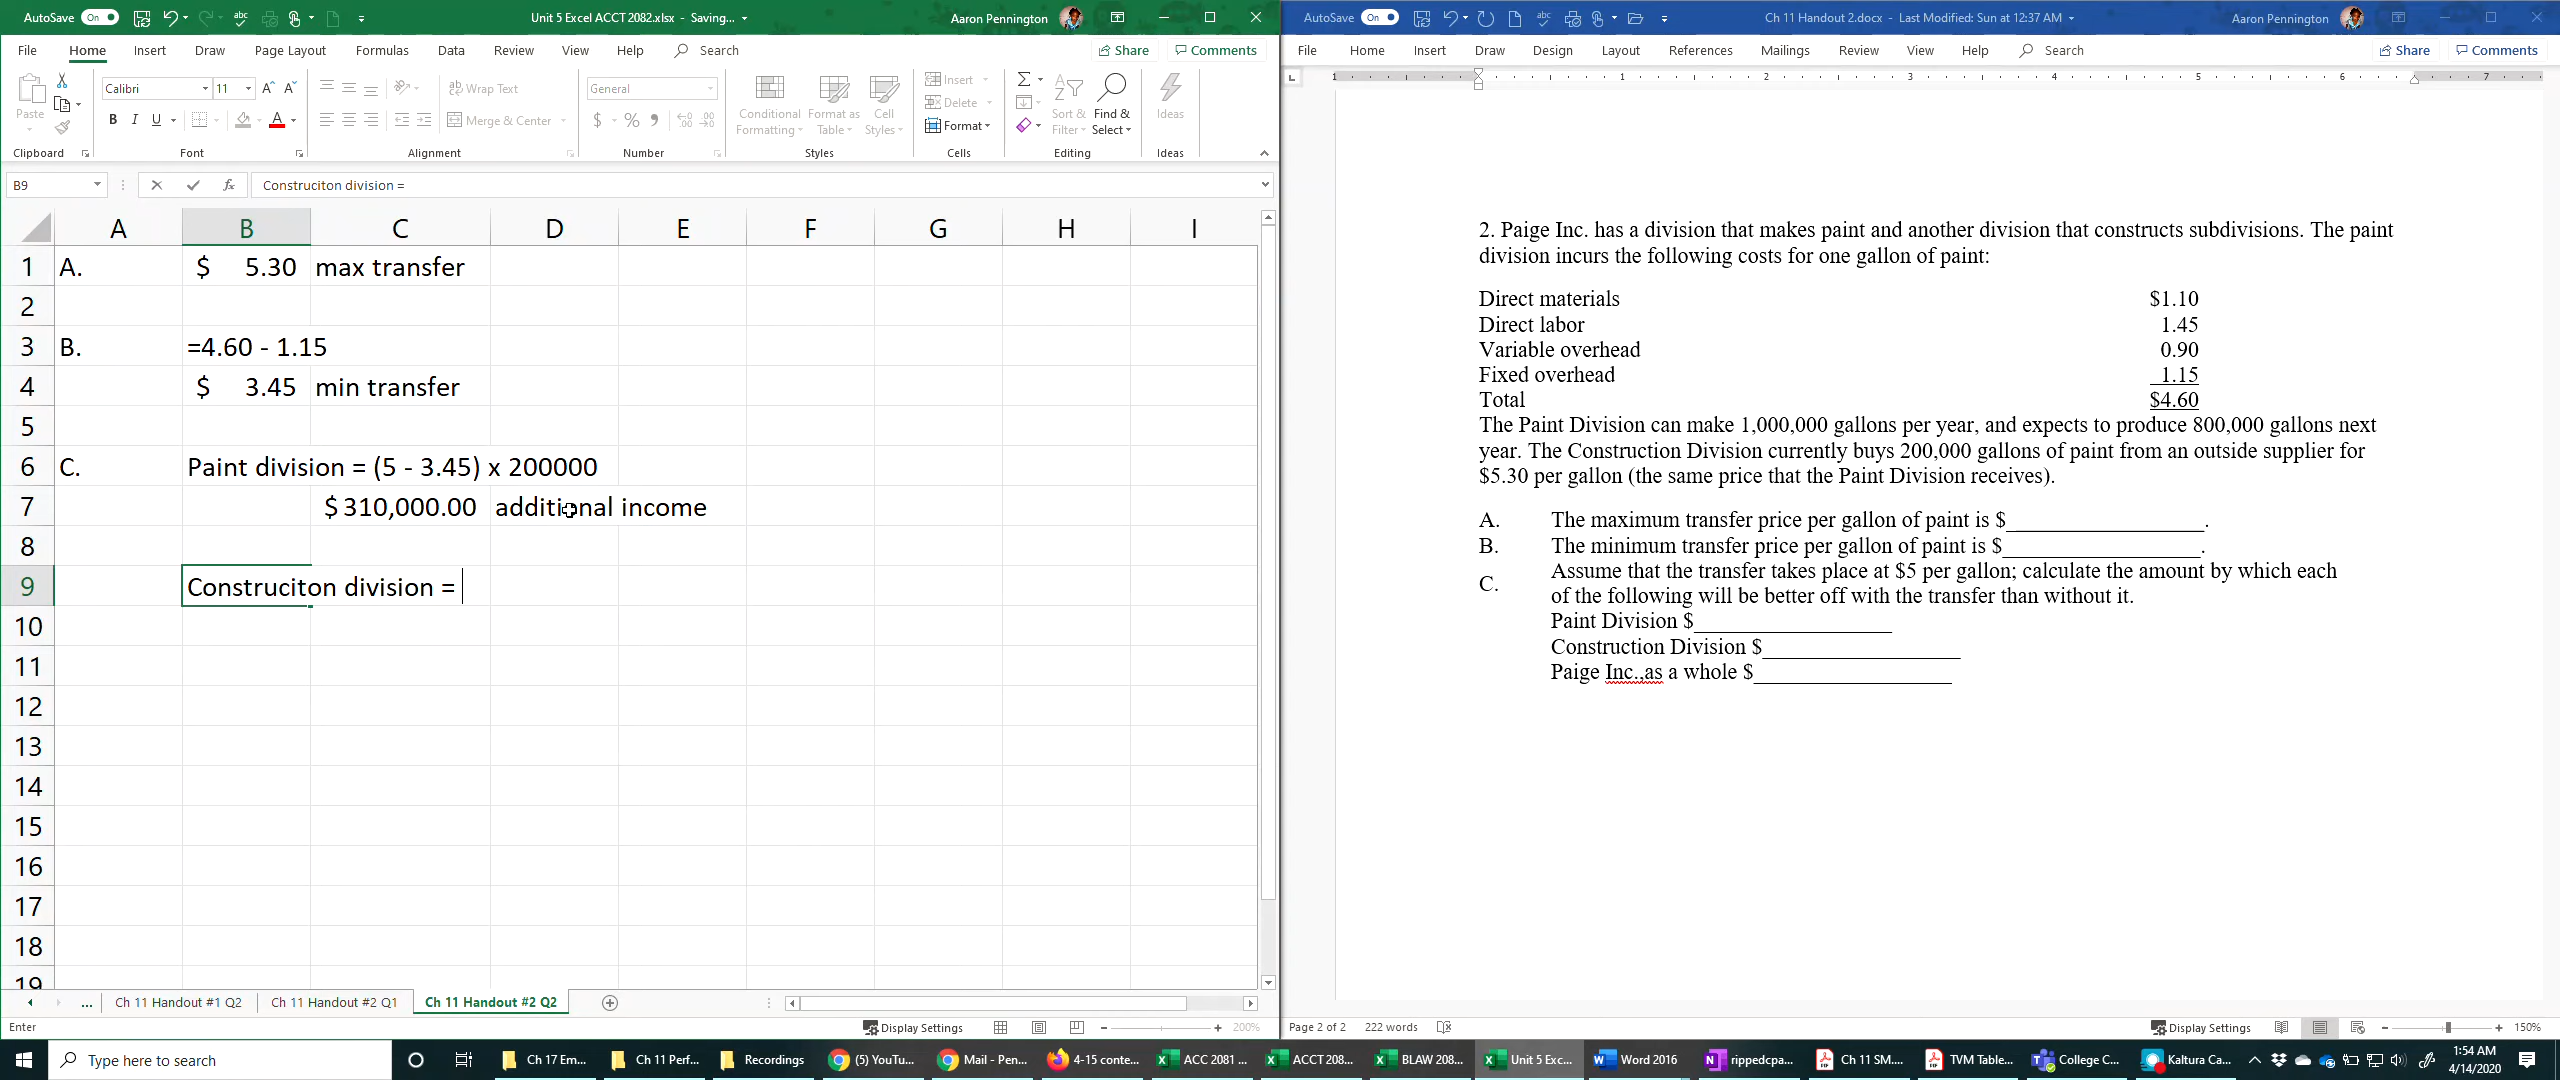 AutoSave On Unit 5 Excel ACCT 2082.xlsx - Saving... Aaron Pennington
File Home Insert Draw Page Layout Formulas Data Review View Help Search Share Comments
Paste Calibri 11 Wrap Text General Conditional Formatting Format as Table Cell Styles Insert Sort & Filter Find & Select Ideas
B I U A Merge & Center $ % Delete Format
Clipboard Font Alignment Number Styles Cells Editing Ideas
B9 fx Construciton division =
A B C D E F G H I
1 A. $ 5.30 max transfer
2
3 B. =4.60 - 1.15
4 $ 3.45 min transfer
5
6 C. Paint division = (5 - 3.45) x 200000
7 $ 310,000.00 additional income
8
9 Construciton division =
10
11
12
13
14
15
16
17
18
19
... Ch 11 Handout #1 Q2 Ch 11 Handout #2 Q1 Ch 11 Handout #2 Q2
Enter Display Settings 200%
AutoSave On Ch 11 Handout 2.docx - Last Modified: Sun at 12:37 AM Aaron Pennington
File Home Insert Draw Design Layout References Mailings Review View Help Search Share Comments
1 1 2 3 4 5 6 7
2. Paige Inc. has a division that makes paint and another division that constructs subdivisions. The paint
division incurs the following costs for one gallon of paint:
Direct materials $1.10
Direct labor 1.45
Variable overhead 0.90
Fixed overhead 1.15
Total $4.60
The Paint Division can make 1,000,000 gallons per year, and expects to produce 800,000 gallons next
year. The Construction Division currently buys 200,000 gallons of paint from an outside supplier for
$5.30 per gallon (the same price that the Paint Division receives).
A. The maximum transfer price per gallon of paint is $__________________.
B. The minimum transfer price per gallon of paint is $__________________.
C. Assume that the transfer takes place at $5 per gallon; calculate the amount by which each
of the following will be better off with the transfer than without it.
Paint Division $__________________
Construction Division $__________________
Paige Inc.,as a whole $__________________
Page 2 of 2 222 words Display Settings 150%
Type here to search Ch 17 Em... Ch 11 Perf... Recordings (5) YouTu... Mail - Pen... 4-15 conte... ACC 2081 ... ACCT 208... BLAW 208... Unit 5 Exc... Word 2016 rippedcpa... Ch 11 SM.... TVM Table... College C... Kaltura Ca... 1:54 AM
4/14/2020